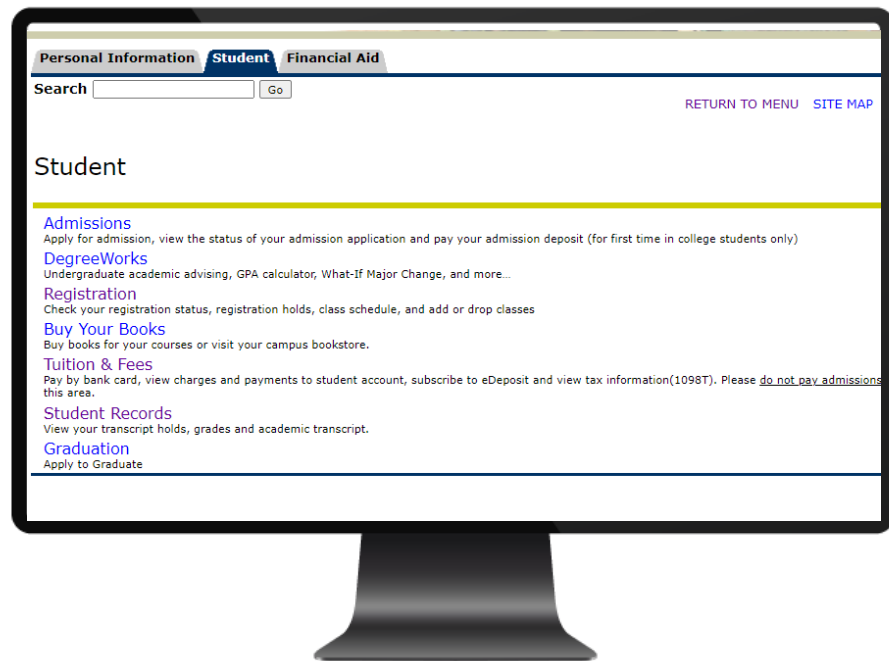 Personal Information Student Financial Aid
Search Go
RETURN TO MENU SITE MAP
Student
Admissions
Apply for admission, view the status of your admission application and pay your admission deposit (for first time in college students only)
DegreeWorks
Undergraduate academic advising, GPA calculator, What-If Major Change, and more...
Registration
Check your registration status, registration holds, class schedule, and add or drop classes
Buy Your Books
Buy books for your courses or visit your campus bookstore.
Tuition & Fees
Pay by bank card, view charges and payments to student account, subscribe to eDeposit and view tax information(1098T). Please do not pay admissions
this area.
Student Records
View your transcript holds, grades and academic transcript.
Graduation
Apply to Graduate